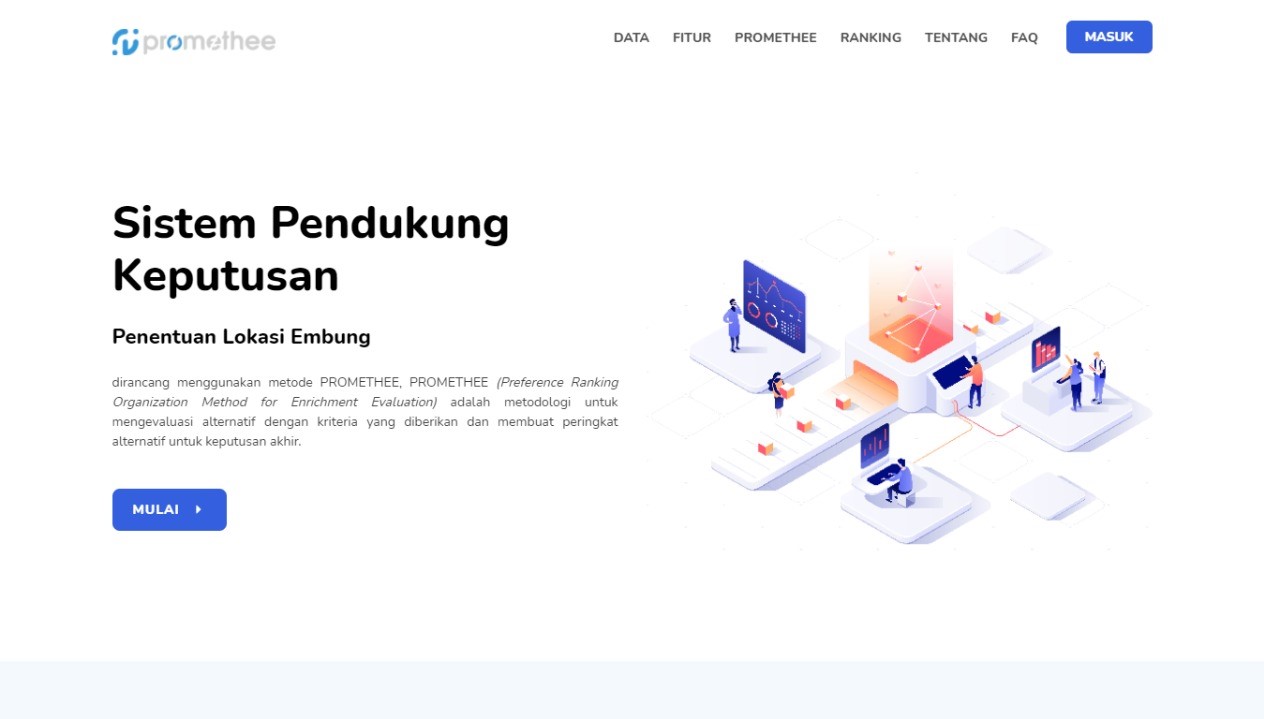 promethee
DATA FITUR PROMETHEE RANKING TENTANG FAQ MASUK
Sistem Pendukung
Keputusan
Penentuan Lokasi Embung
dirancang menggunakan metode PROMETHEE, PROMETHEE (Preference Ranking
Organization Method for Enrichment Evaluation) adalah metodologi untuk
mengevaluasi alternatif dengan kriteria yang diberikan dan membuat peringkat
alternatif untuk keputusan akhir.
MULAI